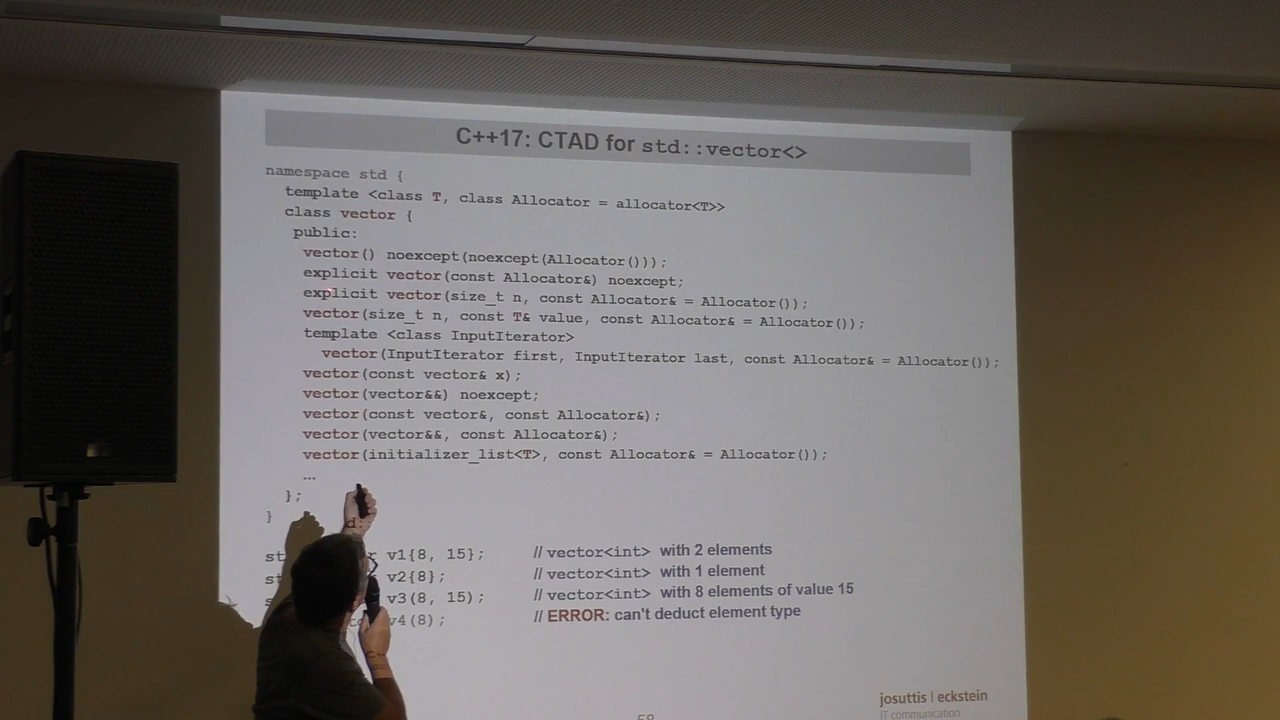 C++17: CTAD for std::vector<>
namespace std {
template <class T, class Allocator = allocator<T>>
class vector {
public:
vector() noexcept(noexcept(Allocator()));
explicit vector(const Allocator&) noexcept;
explicit vector(size_t n, const Allocator& = Allocator());
vector(size_t n, const T& value, const Allocator& = Allocator());
template <class InputIterator>
vector(InputIterator first, InputIterator last, const Allocator& = Allocator());
vector(const vector& x);
vector(vector&&) noexcept;
vector(const vector&, const Allocator&);
vector(vector&&, const Allocator&);
vector(initializer_list<T>, const Allocator& = Allocator());
...
};
}
v1{8, 15}; // vector<int> with 2 elements
v2{8}; // vector<int> with 1 element
v3(8, 15); // vector<int> with 8 elements of value 15
v4(8); // ERROR: can't deduct element type
josuttis | eckstein
IT communication